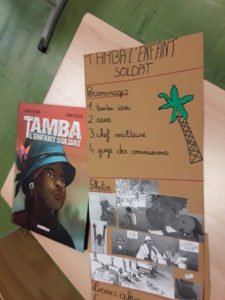 TAMBA
L'ENFANT SOLDAT
TAMBA L'ENFANT
SOLDAT
Personnages:
1 tamba
2 awa
3 chef militaire
4 juge des commissions
Photos
Lieux: